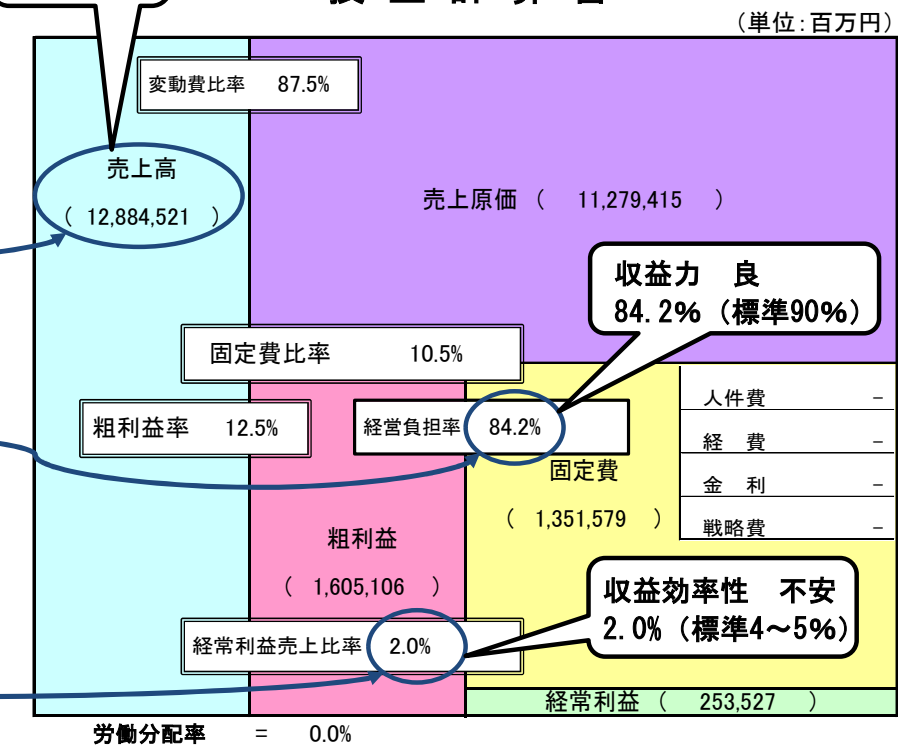 （単位:百万円）
変動費比率 87.5%
売上高
（ 12,884,521 ）
売上原価 （ 11,279,415 ）
収益力 良
84.2%（標準90%）
固定費比率 10.5%
粗利益率 12.5%
経営負担率 84.2%
固定費
（ 1,351,579 ）
人件費 －
経 費 －
金 利 －
戦略費 －
粗利益
（ 1,605,106 ）
収益効率性 不安
2.0%（標準4～5%）
経常利益売上比率 2.0%
経常利益 （ 253,527 ）
労働分配率 = 0.0%